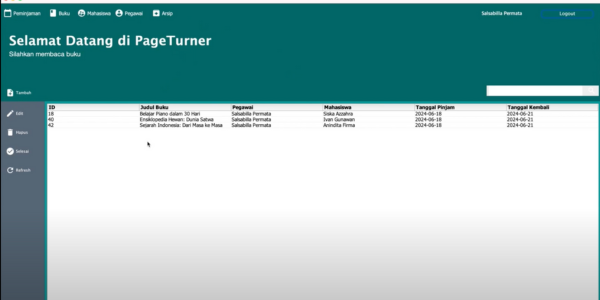 Peminjaman Buku Mahasiswa Pegawai Arsip Salsabilla Permata Logout
Selamat Datang di PageTurner
Silahkan membaca buku
Tambah
ID Judul Buku Pegawai Mahasiswa Tanggal Pinjam Tanggal Kembali
18 Belajar Piano dalam 30 Hari Salsabilla Permata Siska Azzahra 2024-06-18 2024-06-21
40 Ensiklopedia Hewan: Dunia Satwa Salsabilla Permata Ivan Gunawan 2024-06-18 2024-06-21
42 Sejarah Indonesia: Dari Masa ke Masa Salsabilla Permata Anindita Firma 2024-06-18 2024-06-21
Edit
Hapus
Selesai
Refresh